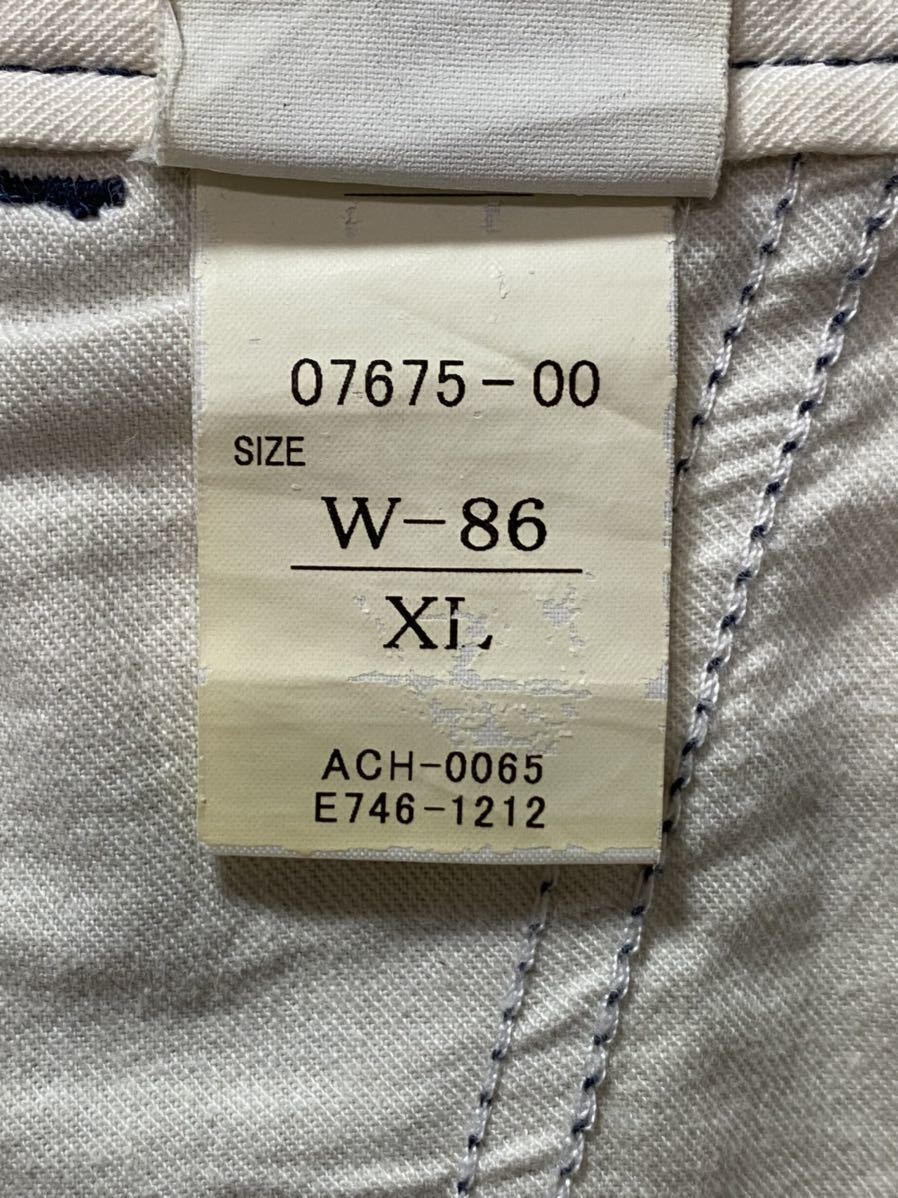 07675-00
SIZE
W-86
XL
ACH-0065
E746-1212